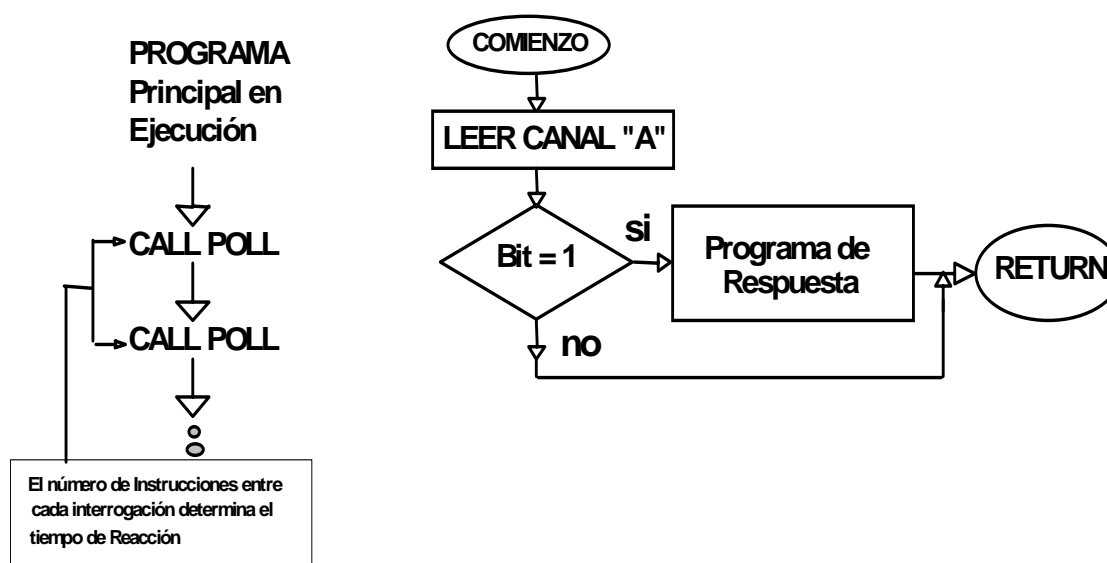 PROGRAMA
Principal en
Ejecución
CALL POLL
CALL POLL
El número de Instrucciones entre
cada interrogación determina el
tiempo de Reacción
COMIENZO
LEER CANAL "A"
Bit = 1
si
Programa de
Respuesta
RETURN
no